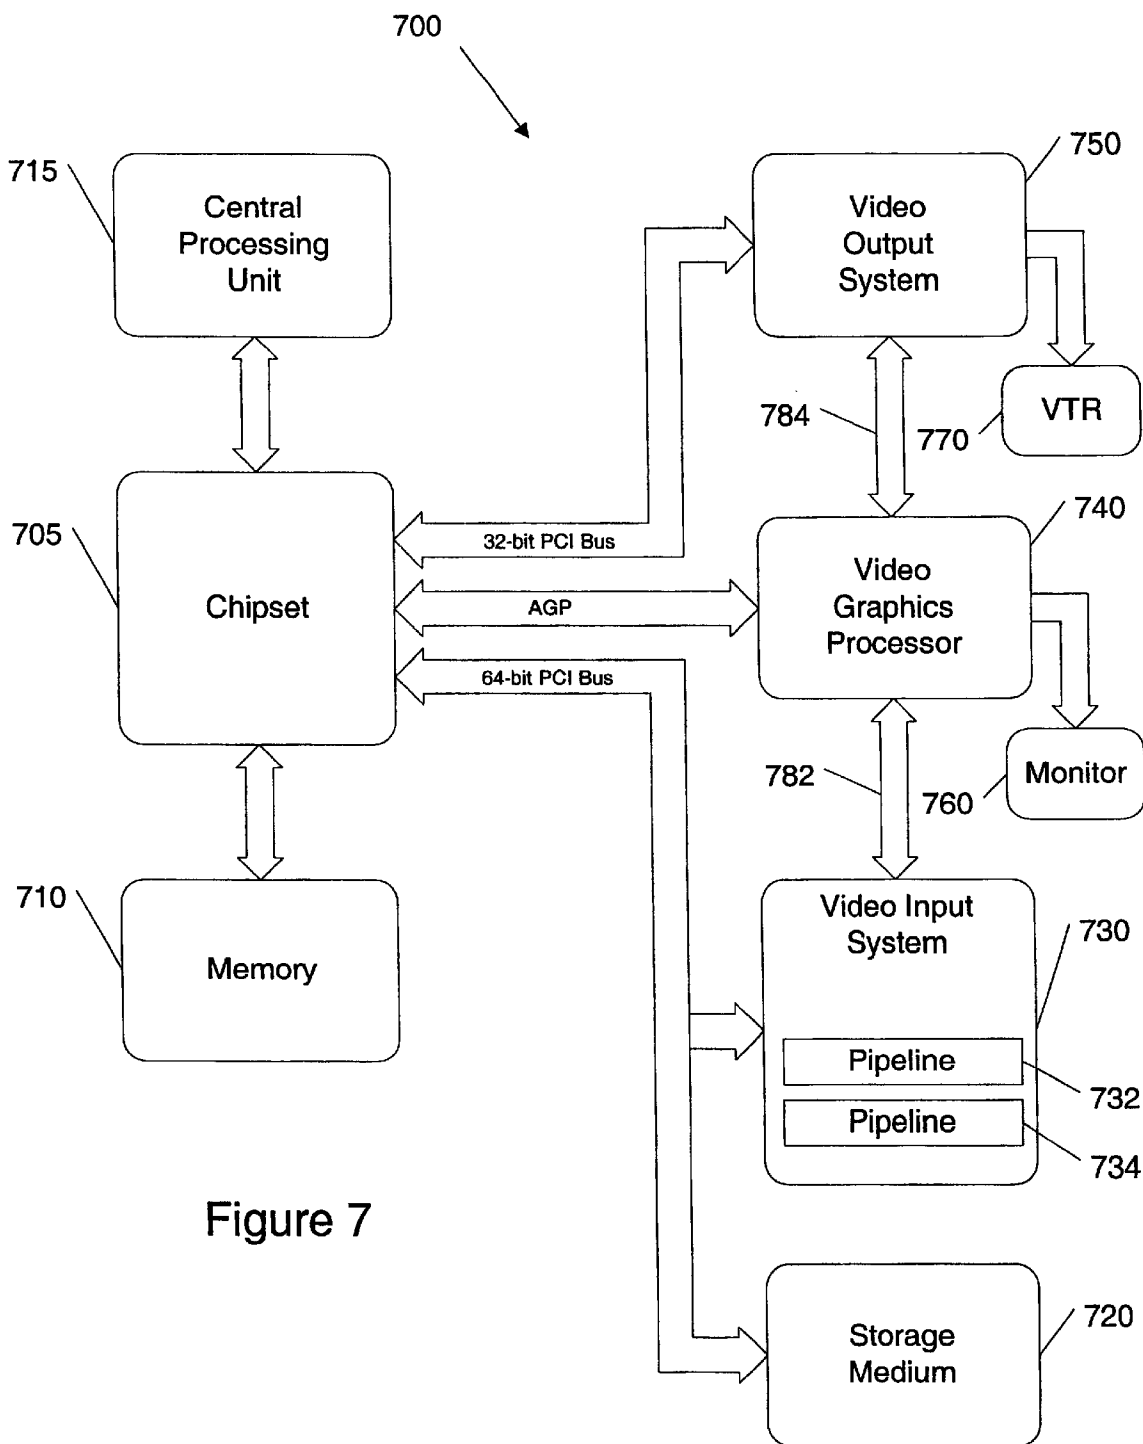 700
715
Central
Processing
Unit
750
Video
Output
System
784
770
VTR
705
Chipset
32-bit PCI Bus
AGP
64-bit PCI Bus
740
Video
Graphics
Processor
782
760
Monitor
710
Memory
Video Input
System
730
Pipeline
732
Pipeline
734
Figure 7
Storage
Medium
720